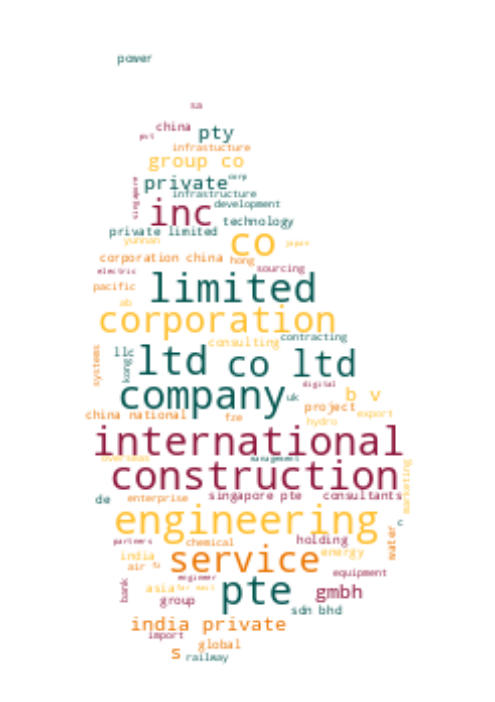 power
sa
china
pvt
pty
infrastucture
group co
private
corp
singapore
infrastructure
development
inc
technology
private limited
yunnan
co
japan
corporation china
hong
sourcing
electric
pacific
limited
ab
corporation
contracting
consulting
systems
llc
kong
ltd
co ltd
digital
company
uk
b v
project
china national
fze
export
hydro
international
overseas
management
construction
marketing
de
enterprise
singapore pte
consultants
engineering
c
water
partners
chemical
holding
india
service
energy
air
equipment
engineer
bank
asia
far east
pte
gmbh
group
sdn bhd
india private
import
s
global
railway